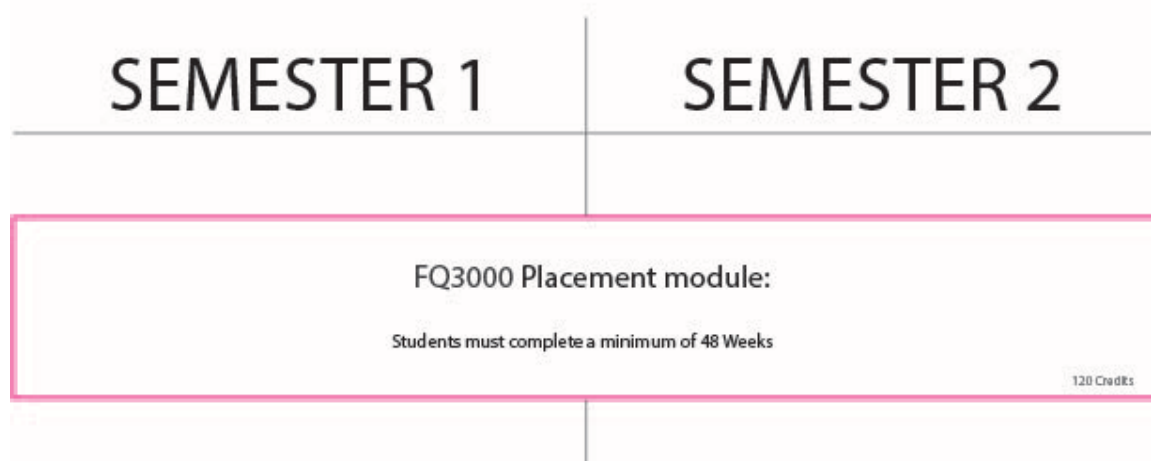 SEMESTER 1
SEMESTER 2
FQ3000 Placement module:
Students must complete a minimum of 48 Weeks
120 Credits